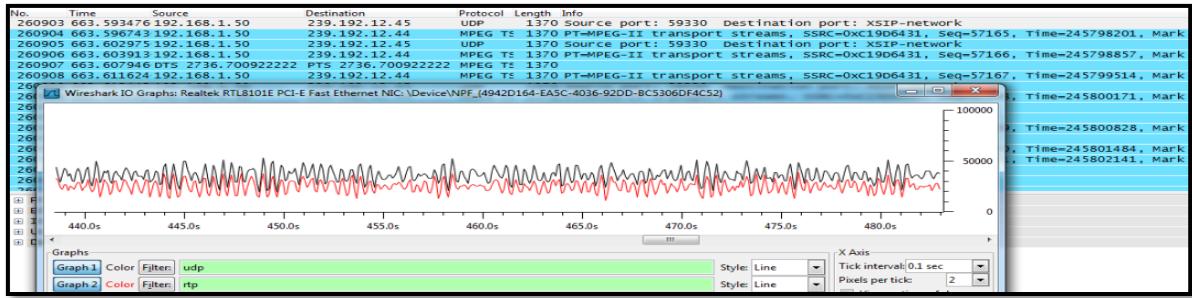 No. Time Source Destination Protocol Length Info
260903 663.593476 192.168.1.50 239.192.12.45 UDP 1370 Source port: 59330 Destination port: XSIP-network
260904 663.596743 192.168.1.50 239.192.12.44 MPEG TS 1370 PT=MPEG-II transport streams, SSRC=0xC19D6431, Seq=57165, Time=245798201, Mark
260905 663.602975 192.168.1.50 239.192.12.45 UDP 1370 Source port: 59330 Destination port: XSIP-network
260906 663.603913 192.168.1.50 239.192.12.44 MPEG TS 1370 PT=MPEG-II transport streams, SSRC=0xC19D6431, Seq=57166, Time=245798857, Mark
260907 663.607946 DTS 2736.700922222 PTS 2736.700922222 MPEG TS 1370
260908 663.611624 192.168.1.50 239.192.12.44 MPEG TS 1370 PT=MPEG-II transport streams, SSRC=0xC19D6431, Seq=57167, Time=245799514, Mark
Wireshark IO Graphs: Realtek RTL8101E PCI-E Fast Ethernet NIC: \Device\NPF_{4942D164-EA5C-4036-92DD-BC5306DF4C52}
Time=245800171, Mark
100000
Time=245800828, Mark
Time=245801484, Mark
50000
Time=245802141, Mark
0
440.0s 445.0s 450.0s 455.0s 460.0s 465.0s 470.0s 475.0s 480.0s
Graphs X Axis
Graph 1 Color Filter: udp Style: Line Tick interval: 0.1 sec
Graph 2 Color Filter: rtp Style: Line Pixels per tick: 2